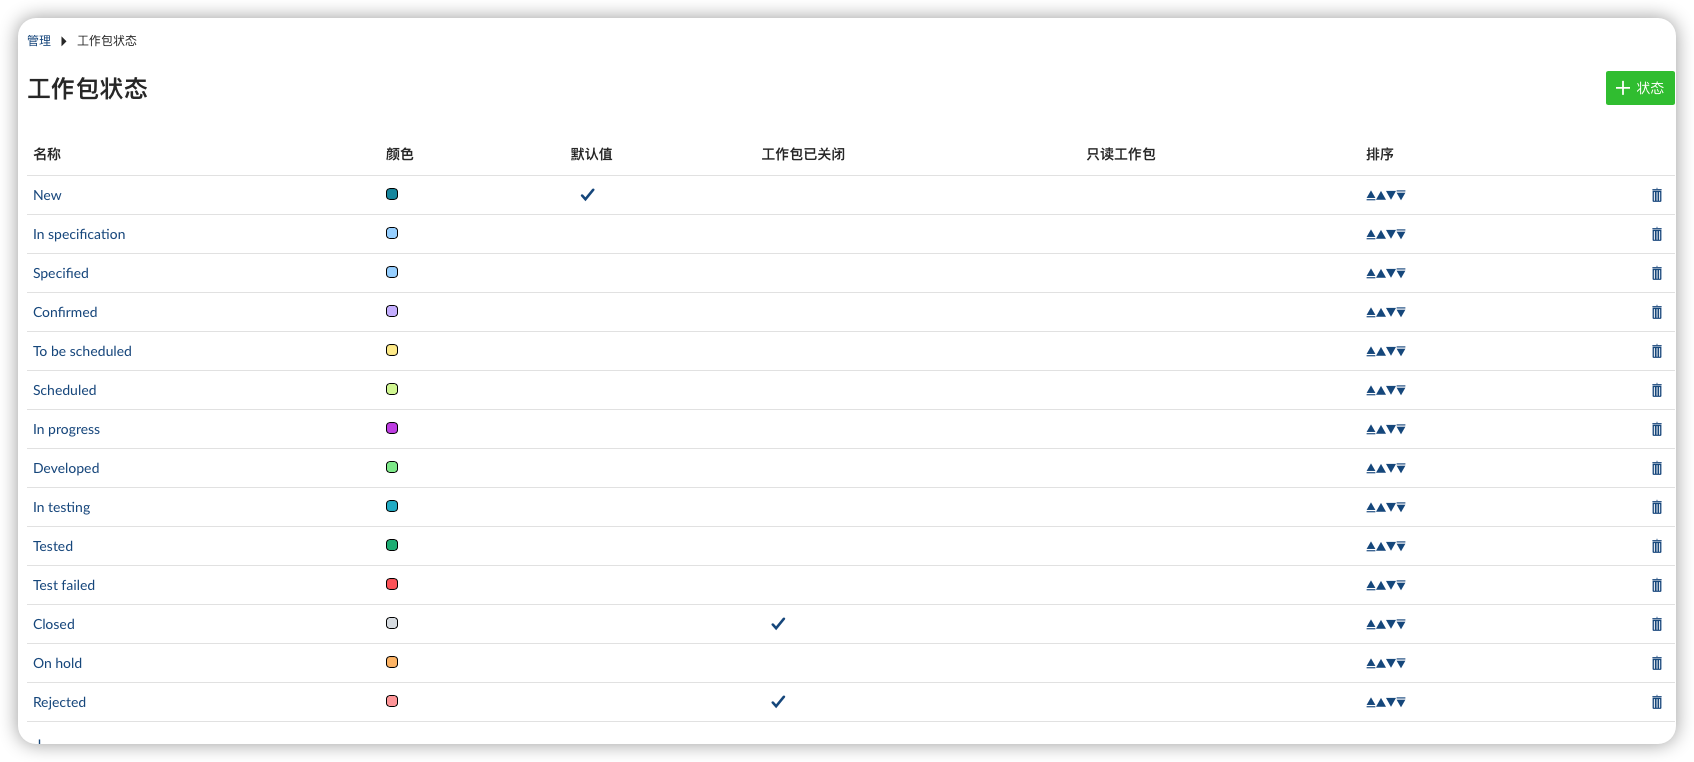 管理 工作包状态
工作包状态
状态
名称 颜色 默认值 工作包已关闭 只读工作包 排序
New
In specification
Specified
Confirmed
To be scheduled
Scheduled
In progress
Developed
In testing
Tested
Test failed
Closed
On hold
Rejected